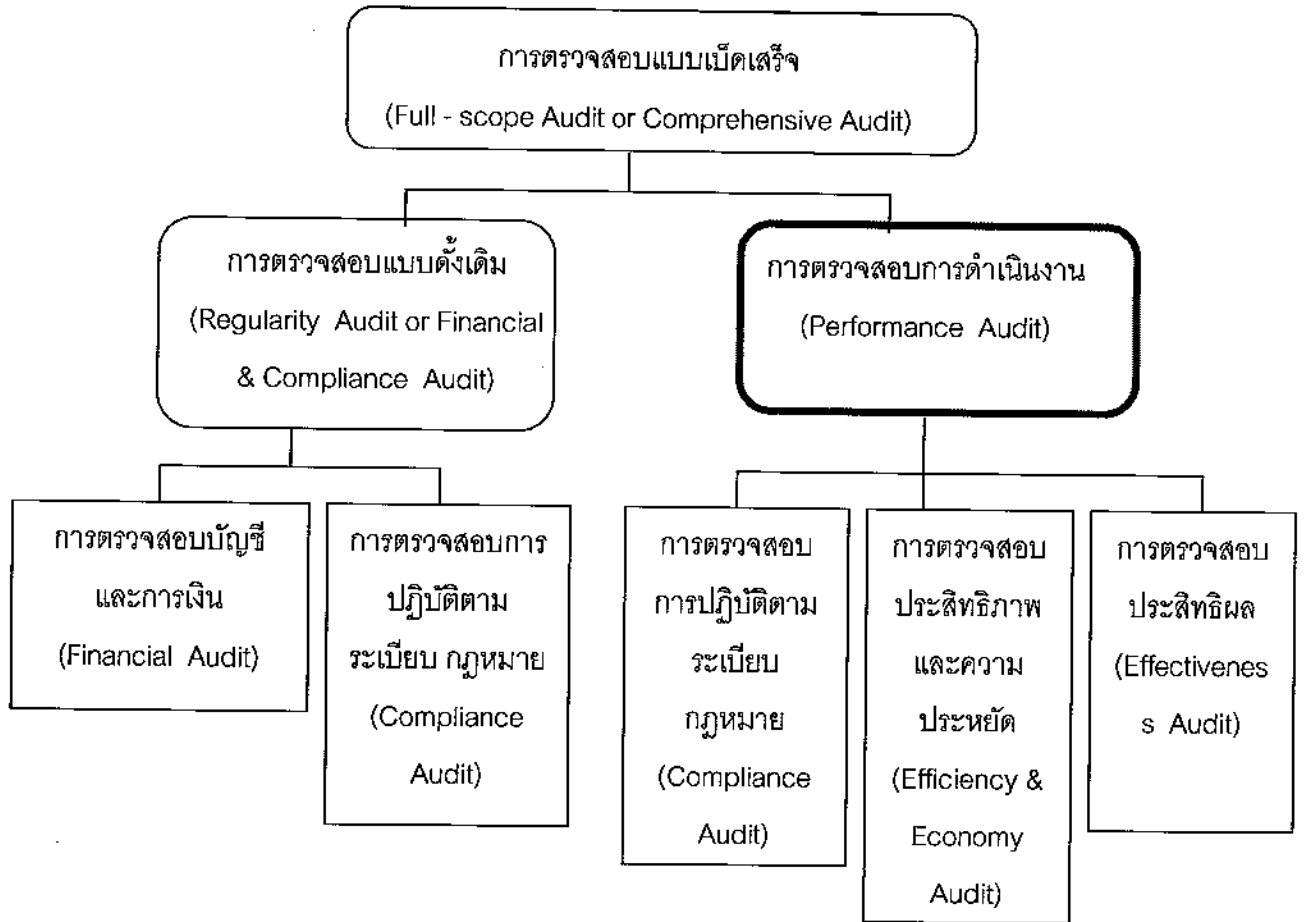 การตรวจสอบแบบเบ็ดเสร็จ
(Full - scope Audit or Comprehensive Audit)
การตรวจสอบแบบดั้งเดิม
(Regularity Audit or Financial
& Compliance Audit)
การตรวจสอบการดำเนินงาน
(Performance Audit)
การตรวจสอบบัญชี
และการเงิน
(Financial Audit)
การตรวจสอบการ
ปฏิบัติตาม
ระเบียบ กฎหมาย
(Compliance
Audit)
การตรวจสอบ
การปฏิบัติตาม
ระเบียบ
กฎหมาย
(Compliance
Audit)
การตรวจสอบ
ประสิทธิภาพ
และความ
ประหยัด
(Efficiency &
Economy
Audit)
การตรวจสอบ
ประสิทธิผล
(Effectivenes
s Audit)